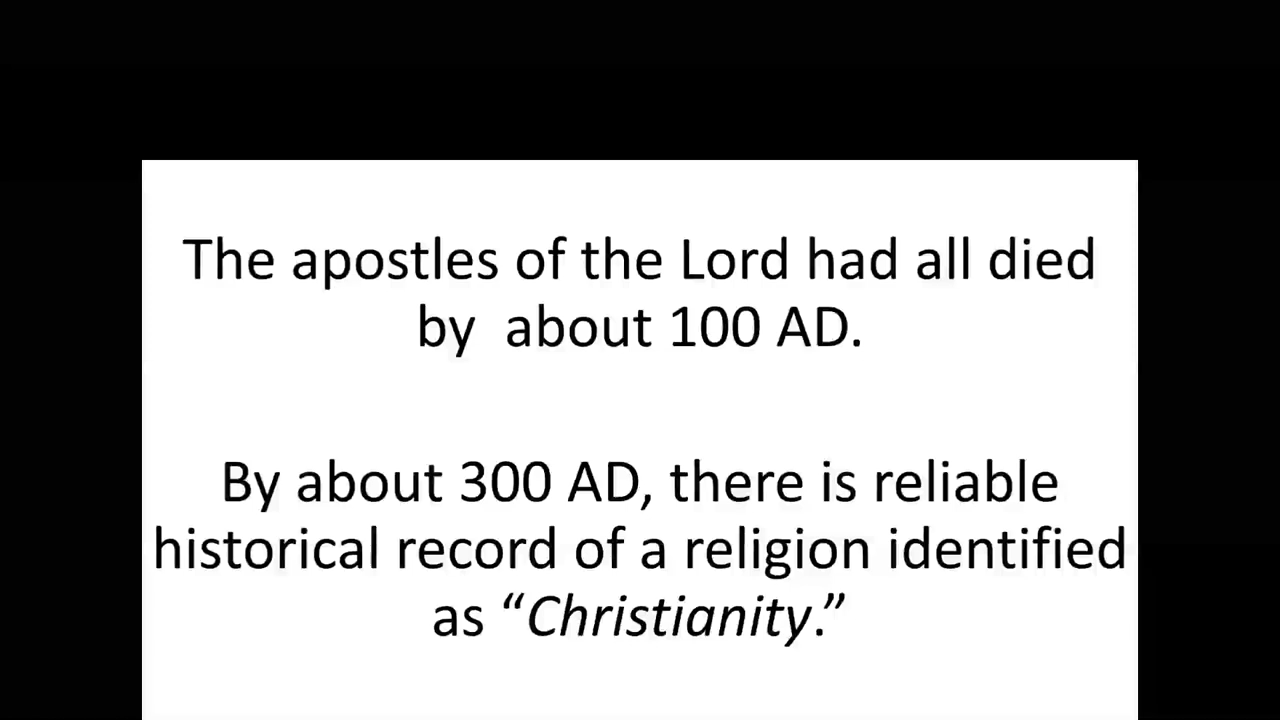 The apostles of the Lord had all died
by  about 100 AD.
By about 300 AD, there is reliable
historical record of a religion identified
as “Christianity.”